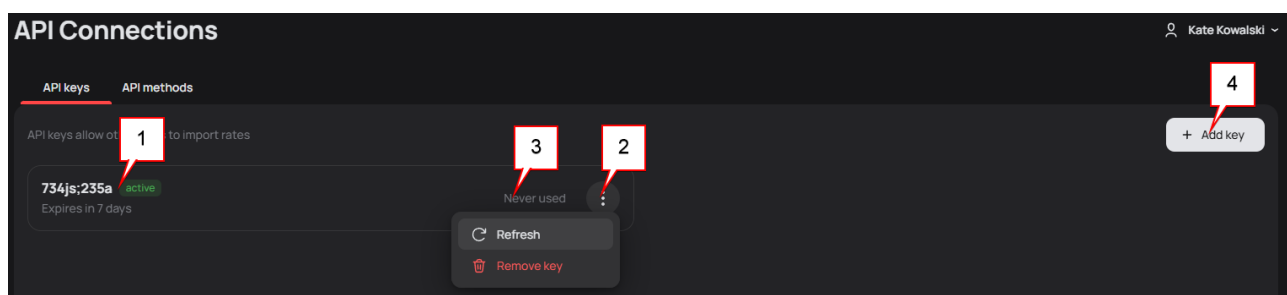 API Connections
Kate Kowalski
API keys API methods
4
API keys allow ot to import rates
1
3
2
+ Add key
734js;235a active
Never used
Expires in 7 days
Refresh
Remove key